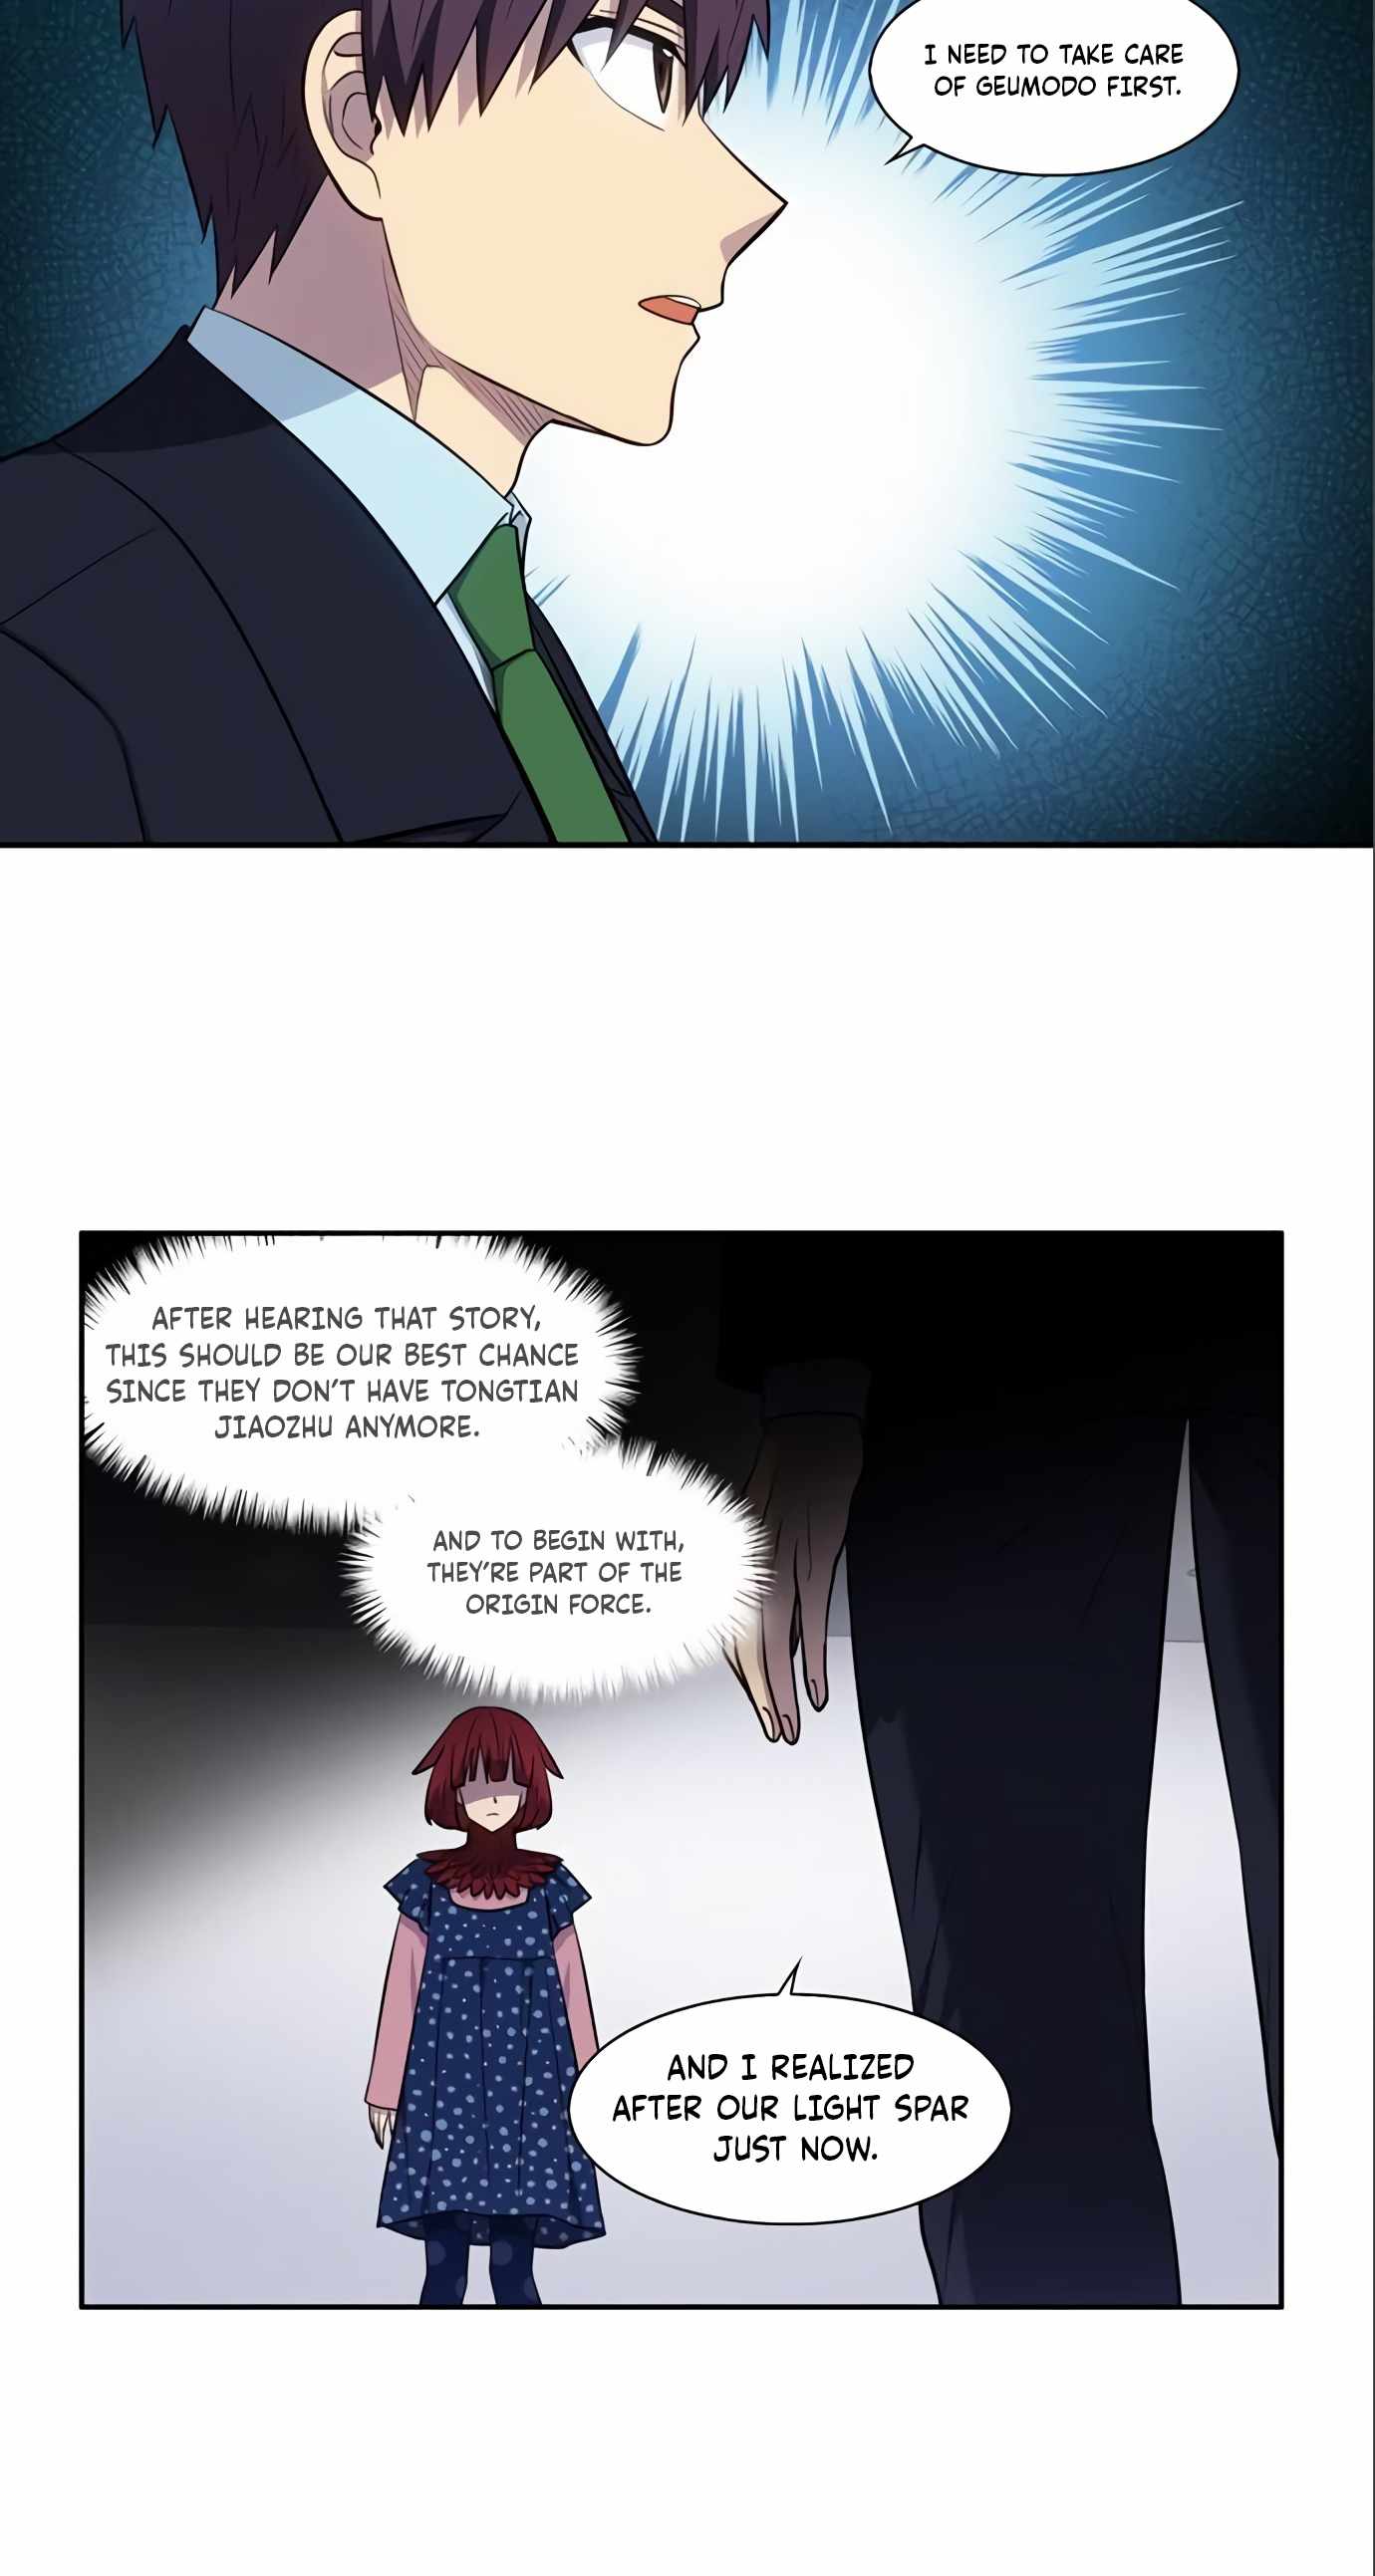 I NEED TO TAKE CARE
OF GEUMODO FIRST.
AFTER HEARING THAT STORY,
THIS SHOULD BE OUR BEST CHANCE
SINCE THEY DON'T HAVE TONGTIAN
JIAOZHU ANYMORE.
AND TO BEGIN WITH,
THEY'RE PART OF THE
ORIGIN FORCE.
AND I REALIZED
AFTER OUR LIGHT SPAR
JUST NOW.